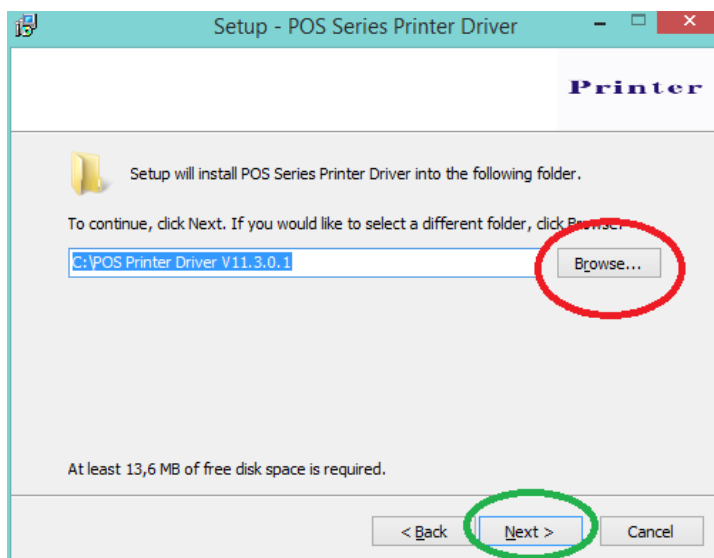 Setup - POS Series Printer Driver
Printer
Setup will install POS Series Printer Driver into the following folder.
To continue, click Next. If you would like to select a different folder, click Browse.
C:\POS Printer Driver V11.3.0.1
Browse...
At least 13,6 MB of free disk space is required.
< Back
Next >
Cancel